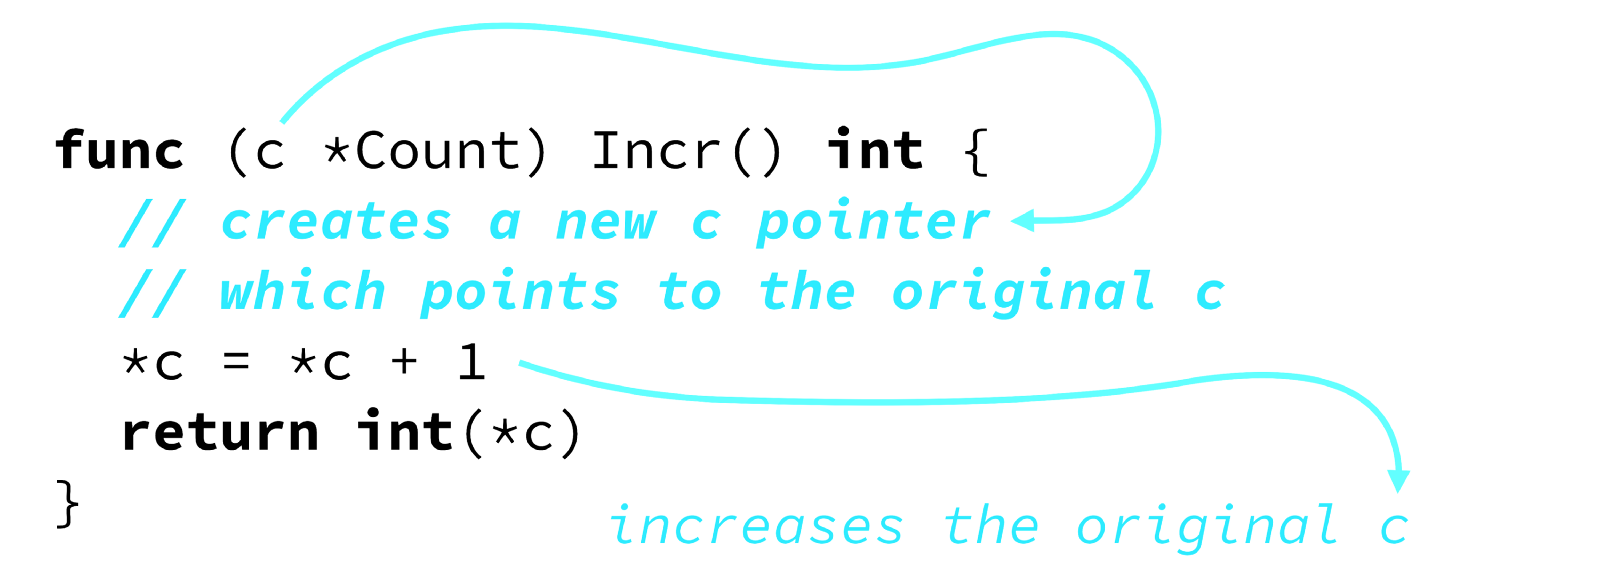 func (c *Count) Incr() int {
// creates a new c pointer
// which points to the original c
*c = *c + 1
return int(*c)
}
increases the original c